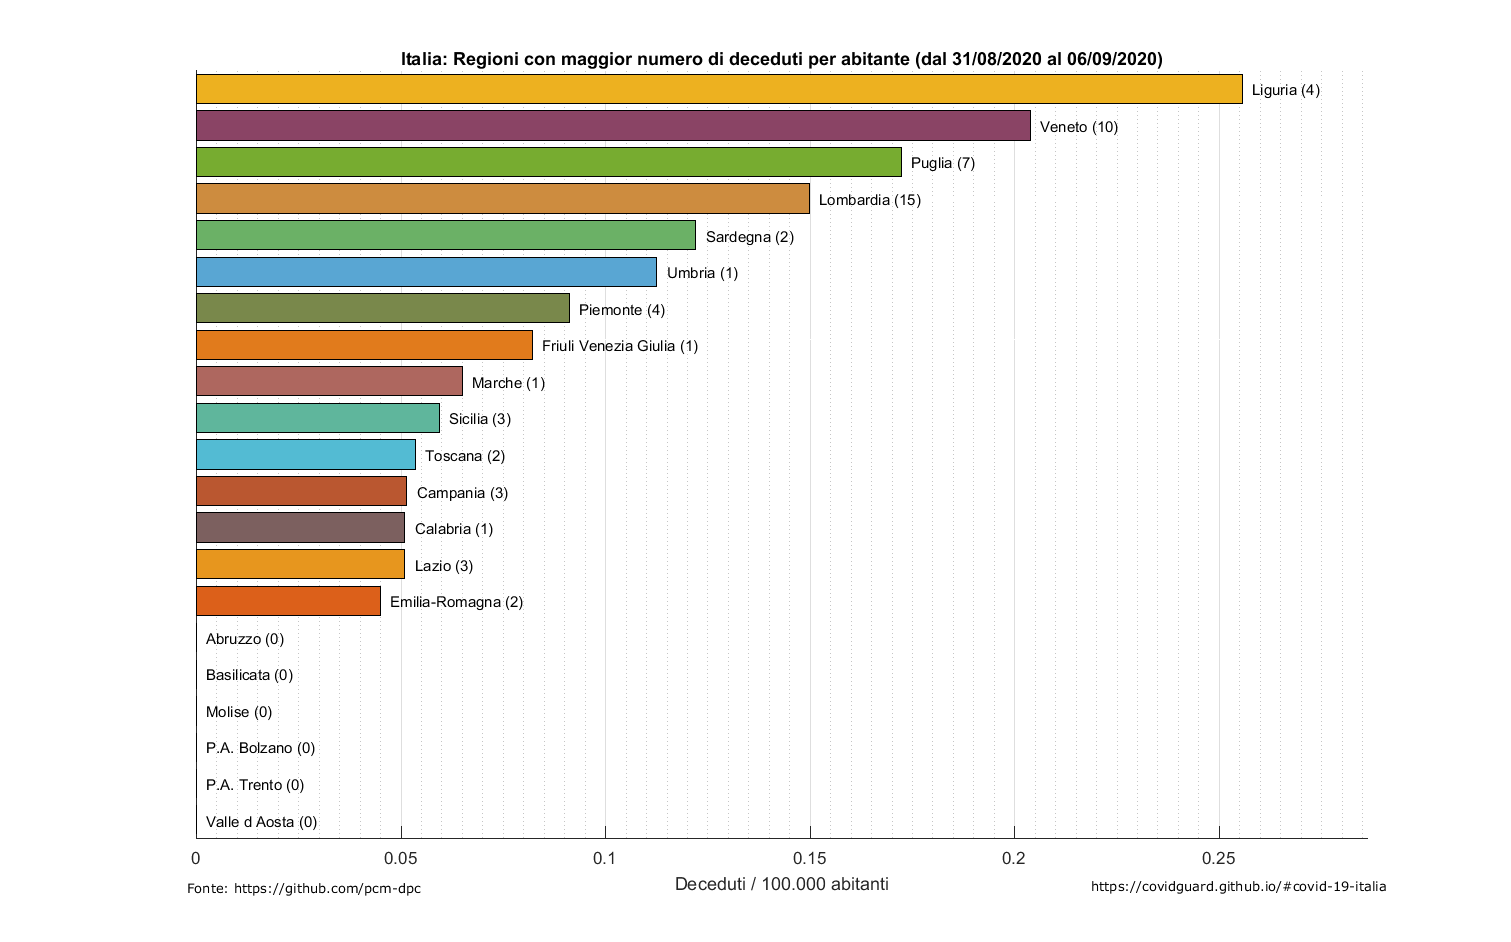 Italia: Regioni con maggior numero di deceduti per abitante (dal 31/08/2020 al 06/09/2020)
Liguria (4)
Veneto (10)
Puglia (7)
Lombardia (15)
Sardegna (2)
Umbria (1)
Piemonte (4)
Friuli Venezia Giulia (1)
Marche (1)
Sicilia (3)
Toscana (2)
Campania (3)
Calabria (1)
Lazio (3)
Emilia-Romagna (2)
Abruzzo (0)
Basilicata (0)
Molise (0)
P.A. Bolzano (0)
P.A. Trento (0)
Valle d Aosta (0)
0 0.05 0.1 0.15 0.2 0.25
Deceduti / 100.000 abitanti
Fonte: https://github.com/pcm-dpc
https://covidguard.github.io/#covid-19-italia